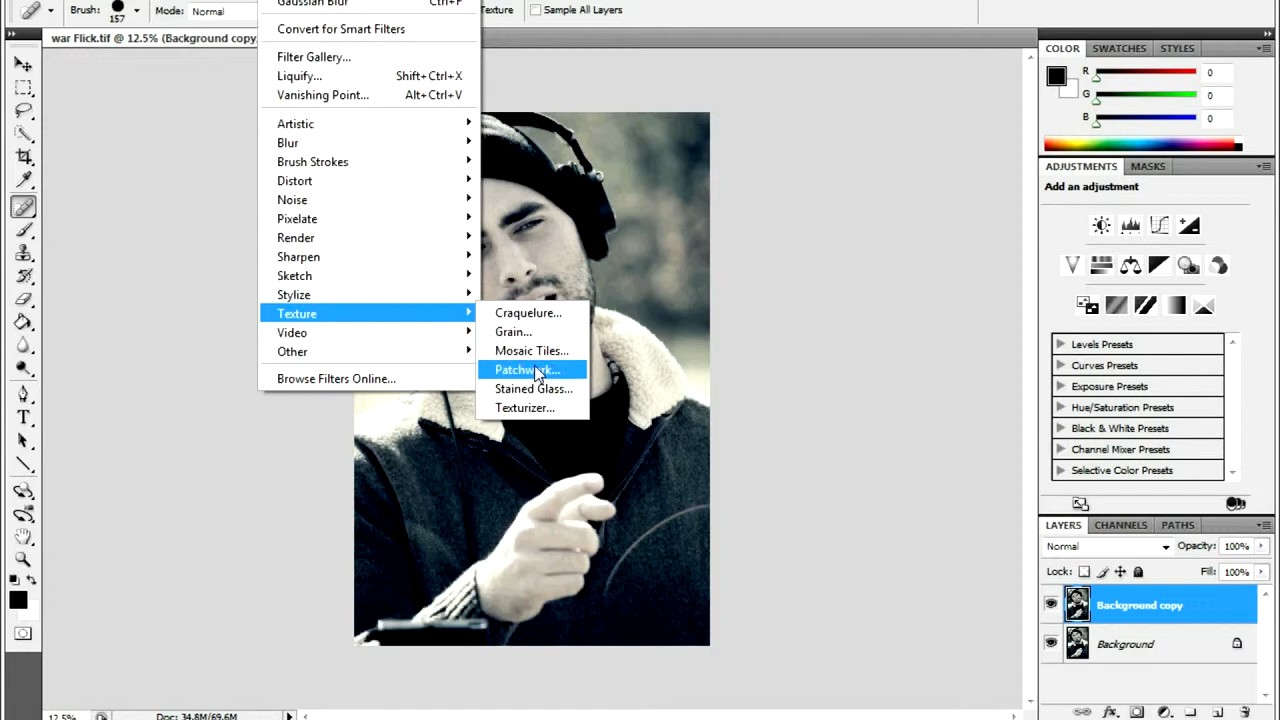 Brush: 157 Mode: Normal Texture Sample All Layers
war Flick.tif @ 12.5% (Background copy,
Gaussian Blur Ctrl+F
Convert for Smart Filters
Filter Gallery...
Liquify... Shift+Ctrl+X
Vanishing Point... Alt+Ctrl+V
Artistic
Blur
Brush Strokes
Distort
Noise
Pixelate
Render
Sharpen
Sketch
Stylize
Texture
Video
Other
Browse Filters Online...
Craquelure...
Grain...
Mosaic Tiles...
Patchwork...
Stained Glass...
Texturizer...
COLOR SWATCHES STYLES
R 0
G 0
B 0
ADJUSTMENTS MASKS
Add an adjustment
Levels Presets
Curves Presets
Exposure Presets
Hue/Saturation Presets
Black & White Presets
Channel Mixer Presets
Selective Color Presets
LAYERS CHANNELS PATHS
Normal Opacity: 100%
Lock: Fill: 100%
Background copy
Background
12.5% Doc: 34.8M/69.6M